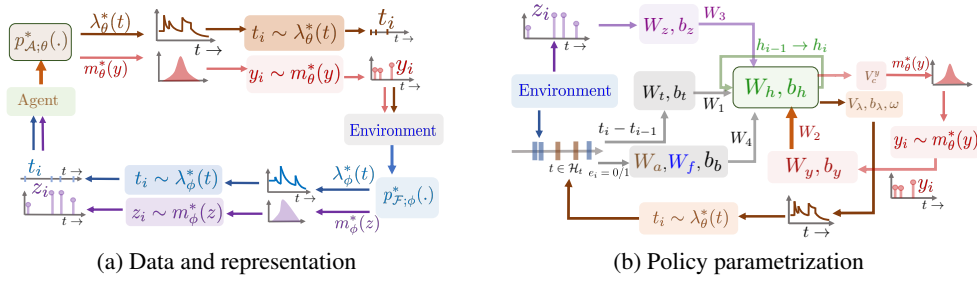 p*_{A;θ}(.)
λ*_θ(t)
t →
t_i ∼ λ*_θ(t)
t_i
m*_θ(y)
y_i ∼ m*_θ(y)
y_i
t →
Agent
Environment
t_i
t →
t_i ∼ λ*_φ(t)
λ*_φ(t)
p*_{F;φ}(.)
z_i
t →
z_i ∼ m*_φ(z)
t →
m*_φ(z)
(a) Data and representation
z_i
t →
W_z, b_z
W_3
h_{i−1} → h_i
Environment
W_t, b_t
W_1
W_h, b_h
V_c^y
m*_θ(y)
V_λ, b_λ, ω
t_i − t_{i−1}
W_4
W_2
y_i ∼ m*_θ(y)
t ∈ H_t
e_i = 0/1
W_a, W_f, b_b
W_y, b_y
y_i
t →
t_i ∼ λ*_θ(t)
t →
(b) Policy parametrization